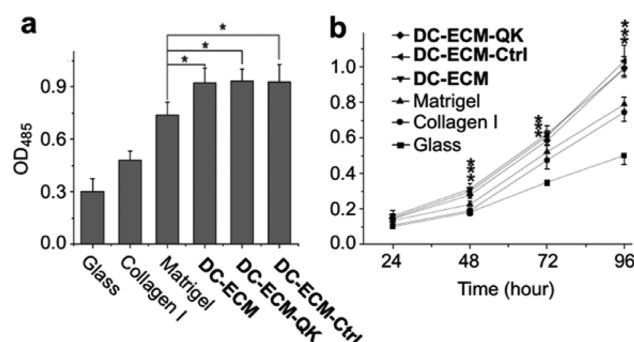 a
*
*
*
OD485
0.9
0.6
0.3
0.0
Glass
Collagen I
Matrigel
DC-ECM
DC-ECM-QK
DC-ECM-Ctrl
b
DC-ECM-QK
DC-ECM-Ctrl
DC-ECM
Matrigel
Collagen I
Glass
***
***
***
1.0
0.8
0.6
0.4
0.2
0.0
24 48 72 96
Time (hour)